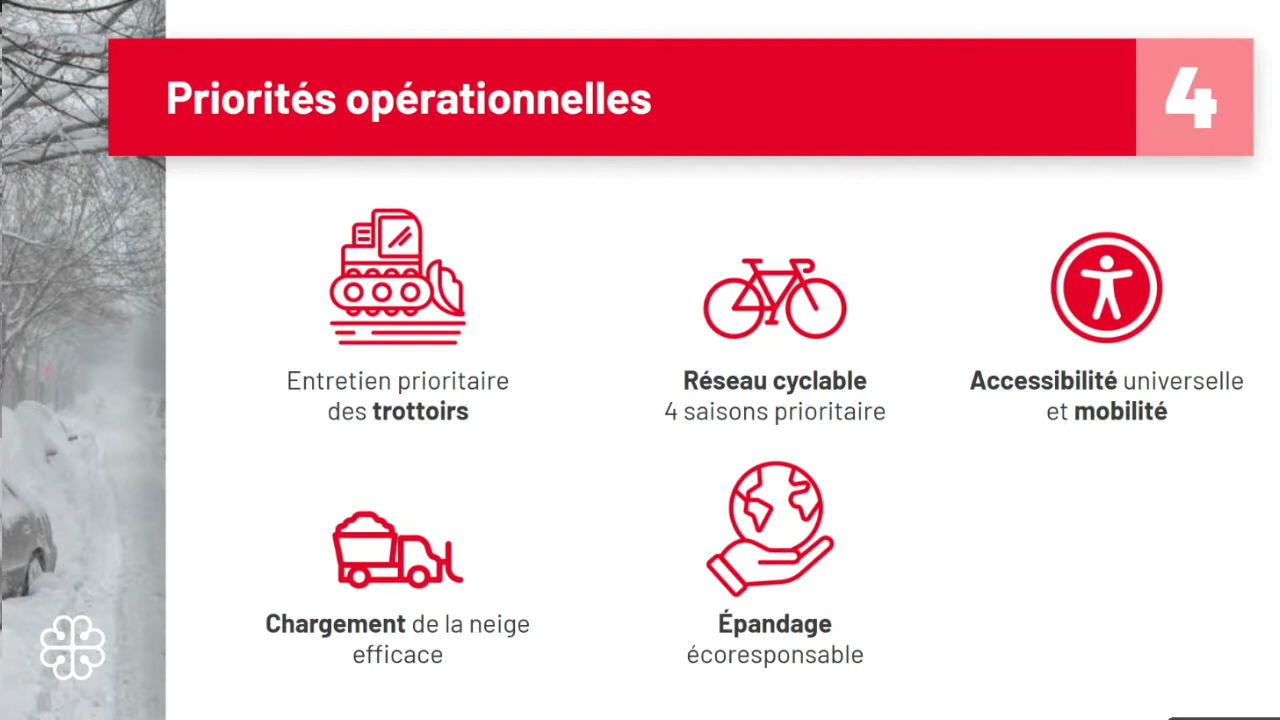 Priorités opérationnelles
4
Entretien prioritaire
des trottoirs
Réseau cyclable
4 saisons prioritaire
Accessibilité universelle
et mobilité
Chargement de la neige
efficace
Épandage
écoresponsable